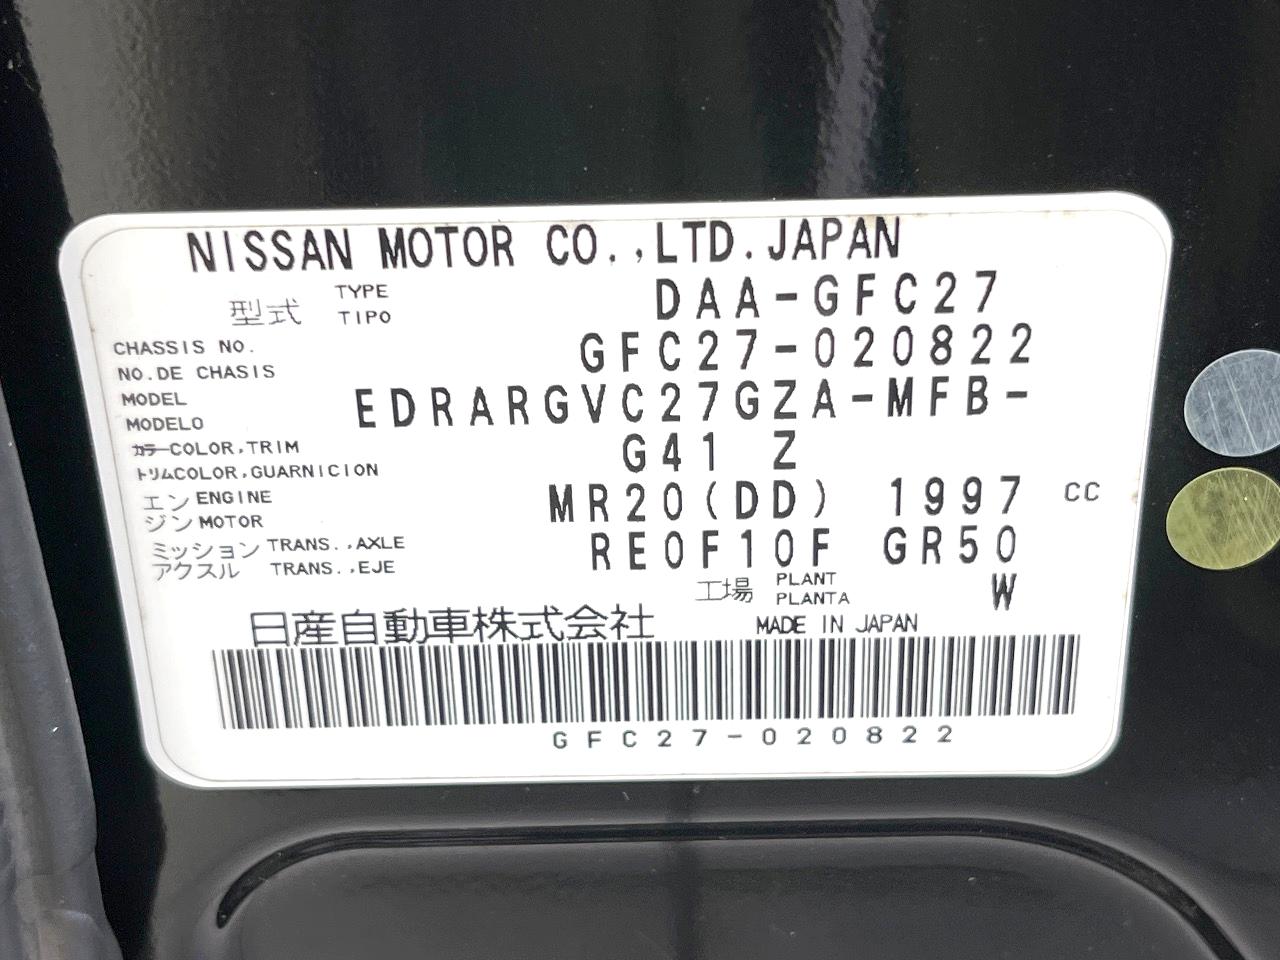 NISSAN MOTOR CO.,LTD.JAPAN
型式 TYPE TIPO DAA-GFC27
CHASSIS NO. NO.DE CHASIS GFC27-020822
MODEL MODELO EDRARGVC27GZA-MFB-
カラーCOLOR,TRIM トリムCOLOR,GUARNICION G41 Z
エンジン ENGINE MOTOR MR20(DD) 1997 CC
ミッション アクスル TRANS.,AXLE TRANS.,EJE RE0F10F GR50
工場 PLANT PLANTA W
日産自動車株式会社 MADE IN JAPAN
GFC27-020822